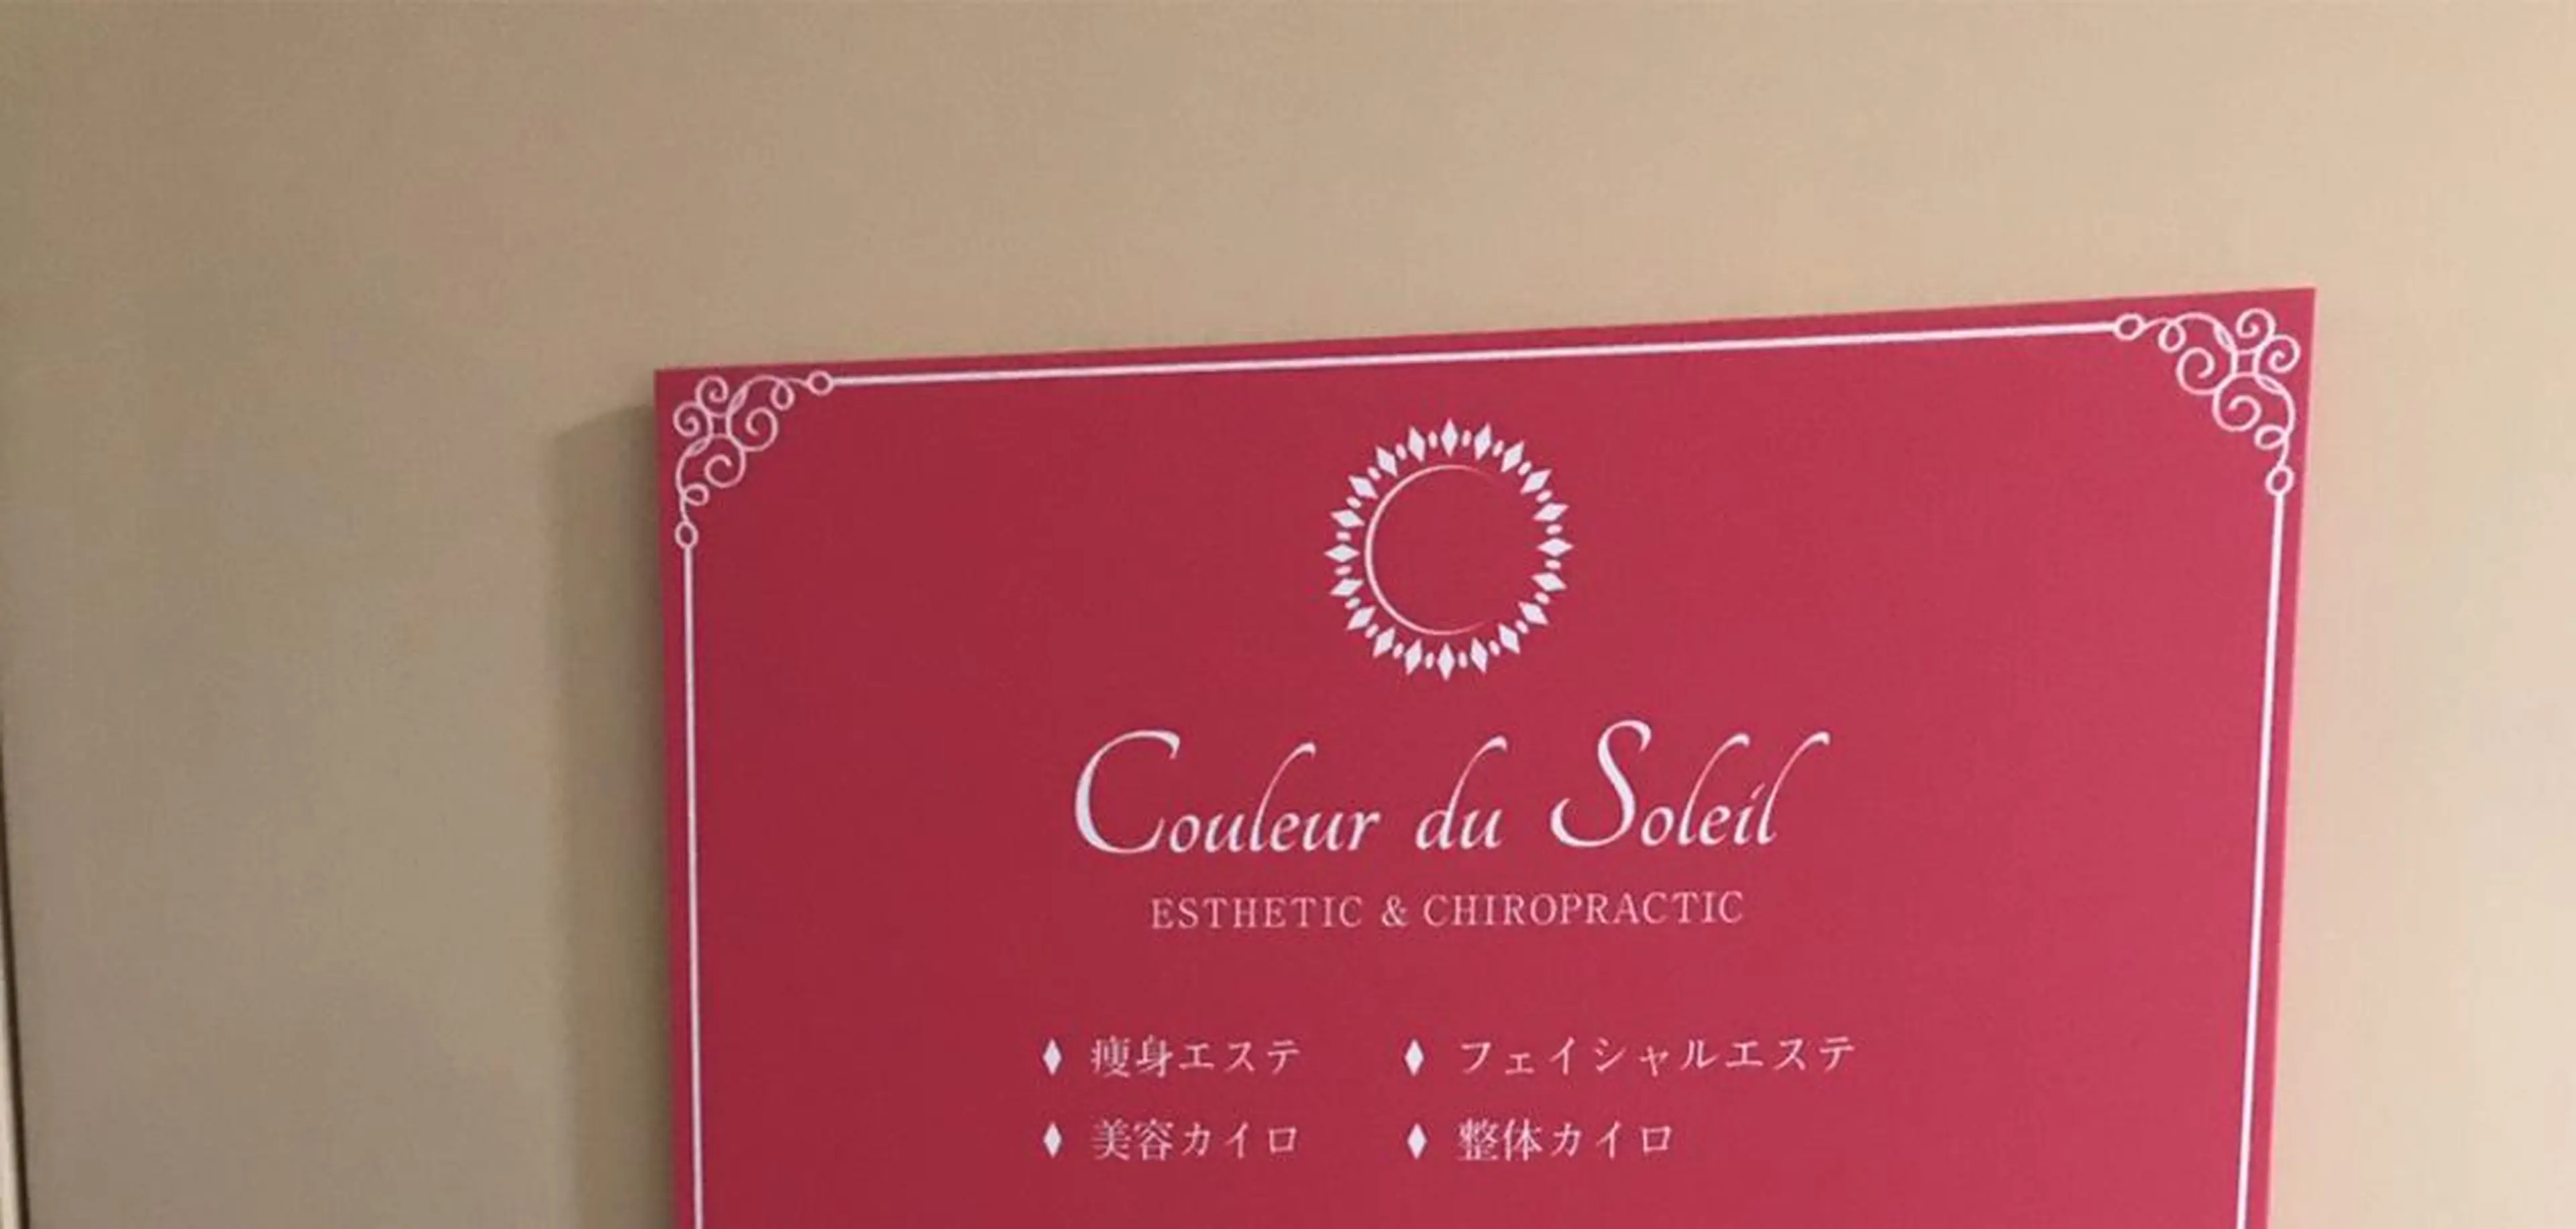 Couleur du Soleil
ESTHETIC & CHIROPRACTIC
♦ 痩身エステ ♦ フェイシャルエステ
♦ 美容カイロ ♦ 整体カイロ